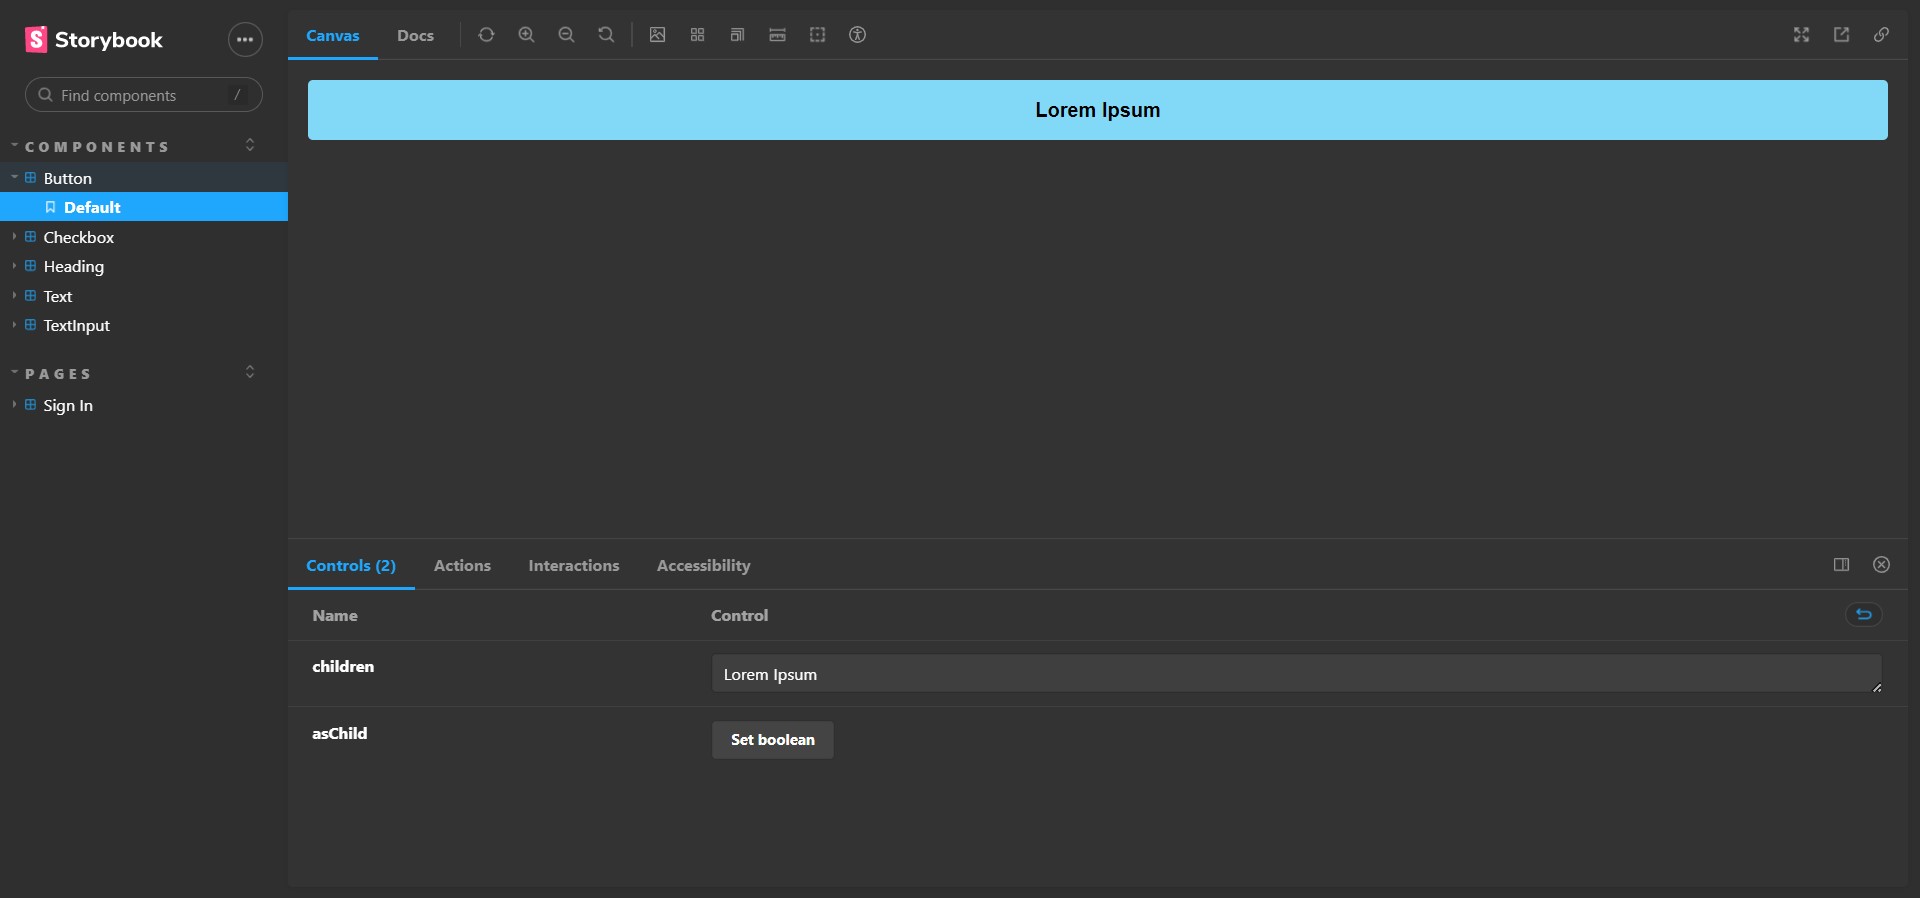 Storybook
Find components /
COMPONENTS
Button
Default
Checkbox
Heading
Text
TextInput
PAGES
Sign In
Canvas Docs
Lorem Ipsum
Controls (2) Actions Interactions Accessibility
Name Control
children Lorem Ipsum
asChild Set boolean